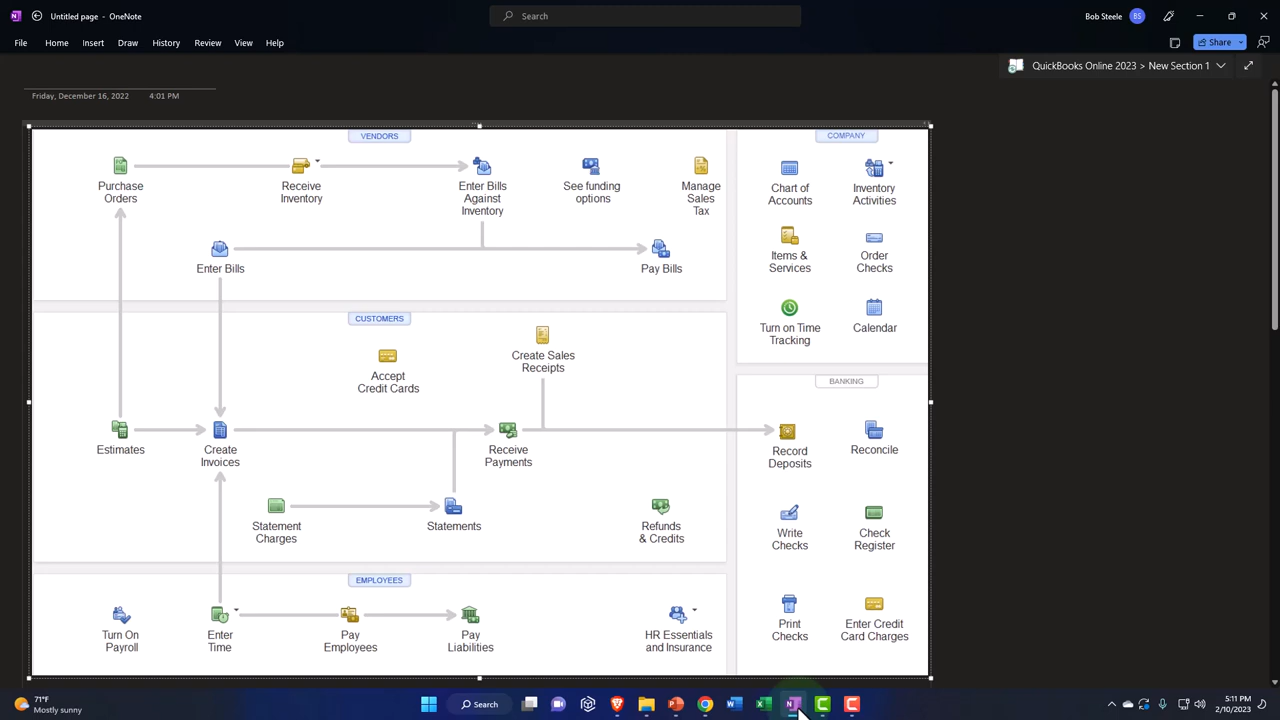 Untitled page - OneNote
Search
Bob Steele
BS
File
Home
Insert
Draw
History
Review
View
Help
Share
QuickBooks Online 2023 > New Section 1
Friday, December 16, 2022
4:01 PM
VENDORS
Purchase
Orders
Receive
Inventory
Enter Bills
Against
Inventory
See funding
options
Manage
Sales
Tax
Enter Bills
Pay Bills
CUSTOMERS
Accept
Credit Cards
Create Sales
Receipts
Estimates
Create
Invoices
Receive
Payments
Statement
Charges
Statements
Refunds
& Credits
EMPLOYEES
Turn On
Payroll
Enter
Time
Pay
Employees
Pay
Liabilities
HR Essentials
and Insurance
COMPANY
Chart of
Accounts
Inventory
Activities
Items &
Services
Order
Checks
Turn on Time
Tracking
Calendar
BANKING
Record
Deposits
Reconcile
Write
Checks
Check
Register
Print
Checks
Enter Credit
Card Charges
71°F
Mostly sunny
Search
5:11 PM
2/10/2023